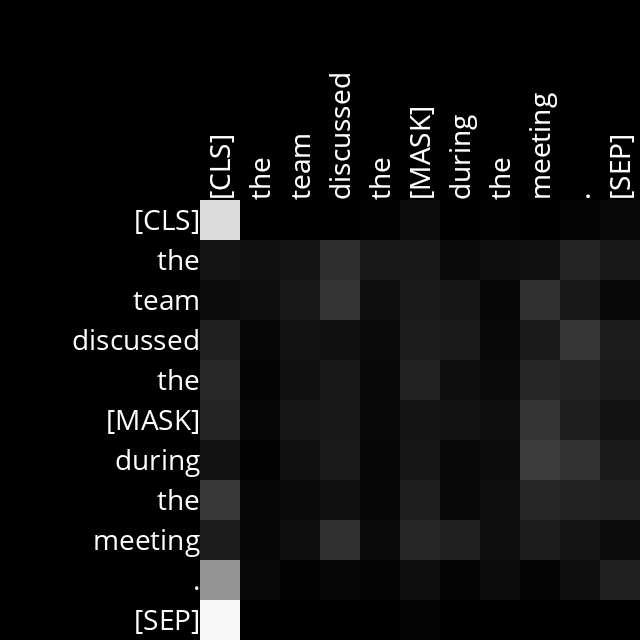 [CLS]
the
team
discussed
the
[MASK]
during
the
meeting
.
[SEP]
[CLS]
the
team
discussed
the
[MASK]
during
the
meeting
.
[SEP]